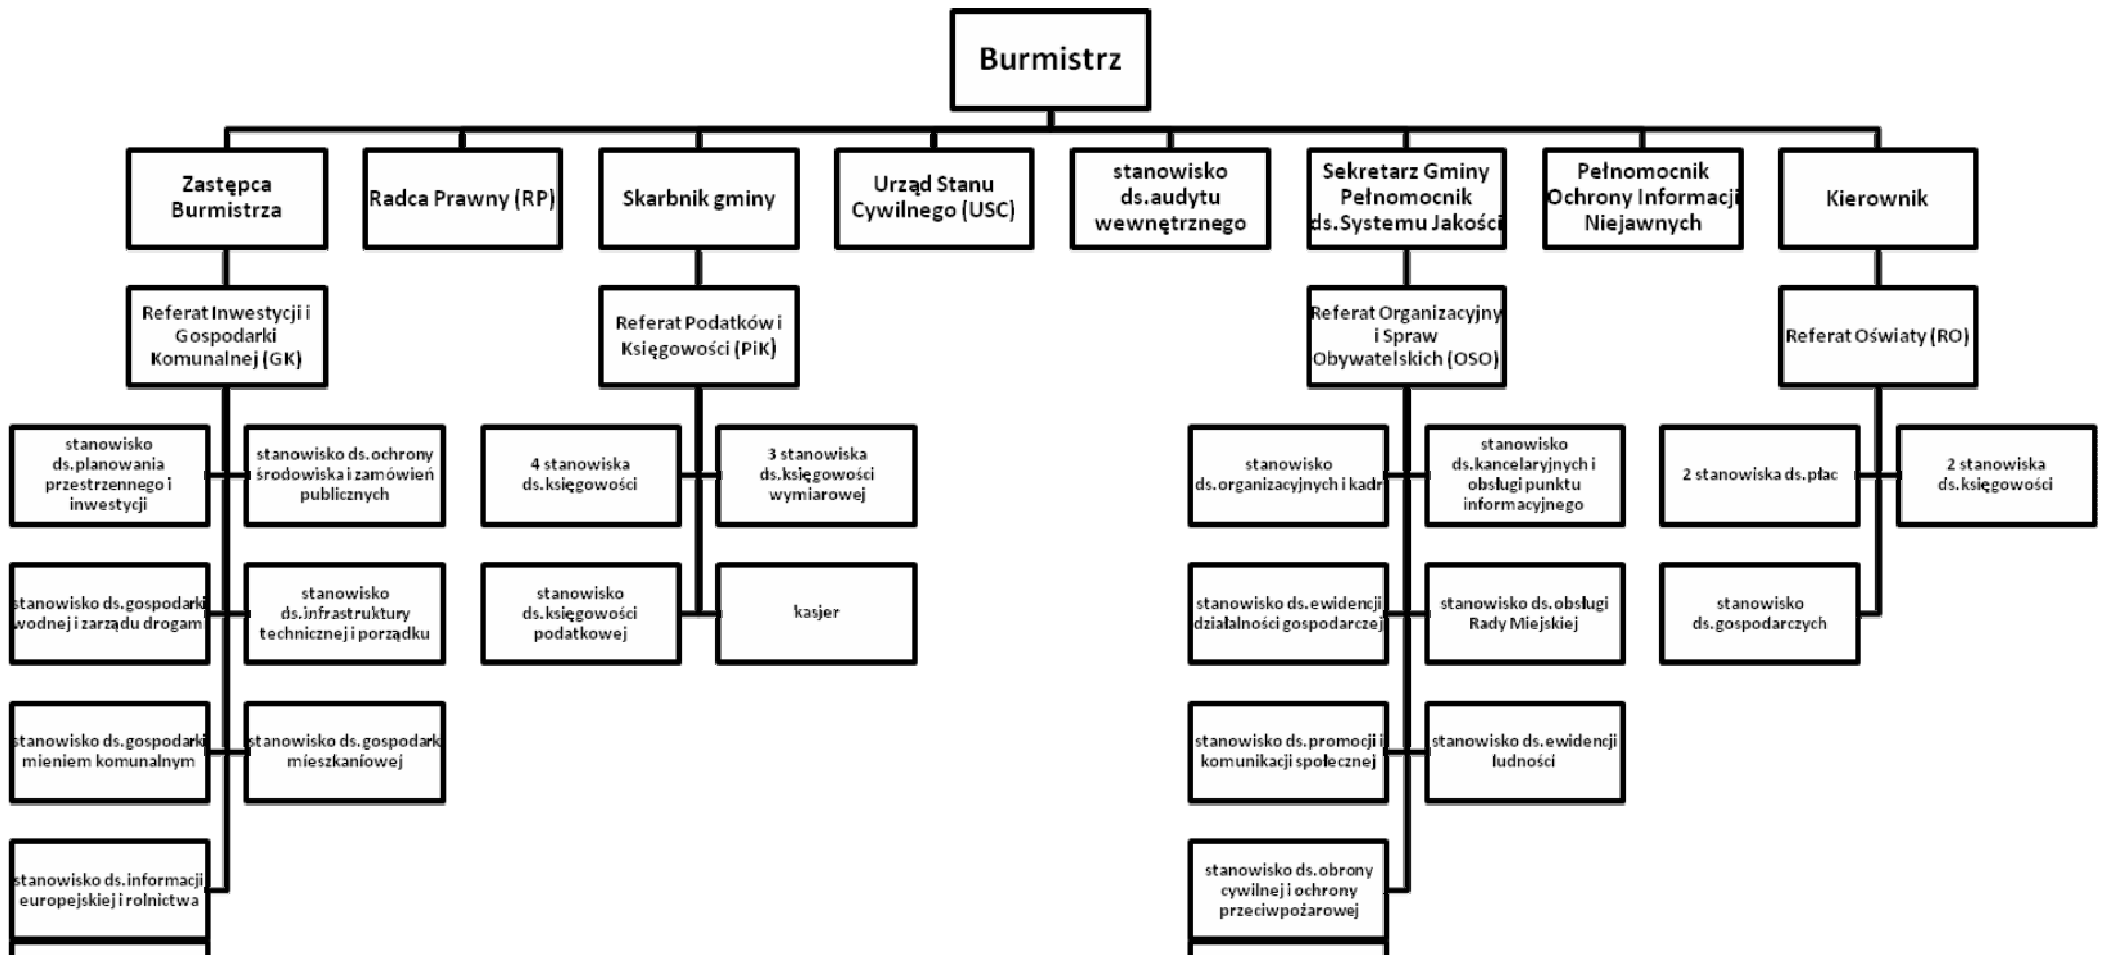 Burmistrz
Zastępca
Burmistrza
Radca Prawny (RP)
Skarbnik gminy
Urząd Stanu
Cywilnego (USC)
stanowisko
ds.audytu
wewnętrznego
Sekretarz Gminy
Pełnomocnik
ds.Systemu Jakości
Pełnomocnik
Ochrony Informacji
Niejawnych
Kierownik
Referat Inwestycji i
Gospodarki
Komunalnej (GK)
Referat Podatków i
Księgowości (PiK)
Referat Organizacyjny
i Spraw
Obywatelskich (OSO)
Referat Oświaty (RO)
stanowisko
ds.planowania
przestrzennego i
inwestycji
stanowisko ds.ochrony
środowiska i zamówień
publicznych
4 stanowiska
ds.księgowości
3 stanowiska
ds.księgowości
wymiarowej
stanowisko
ds.organizacyjnych i kadr
stanowisko
ds.kancelaryjnych i
obsługi punktu
informacyjnego
2 stanowiska ds.płac
2 stanowiska
ds.księgowości
stanowisko ds.gospodarki
wodnej i zarządu drogami
stanowisko
ds.infrastruktury
technicznej i porządku
stanowisko
ds.księgowości
podatkowej
kasjer
stanowisko ds.ewidencji
działalności gospodarczej
stanowisko ds.obsługi
Rady Miejskiej
stanowisko
ds.gospodarczych
stanowisko ds.gospodarki
mieniem komunalnym
stanowisko ds.gospodark
mieszkaniowej
stanowisko ds.promocji i
komunikacji społecznej
stanowisko ds.ewidencji
ludności
stanowisko ds.informacji
europejskiej i rolnictwa
stanowisko ds.obrony
cywilnej i ochrony
przeciwpożarowej